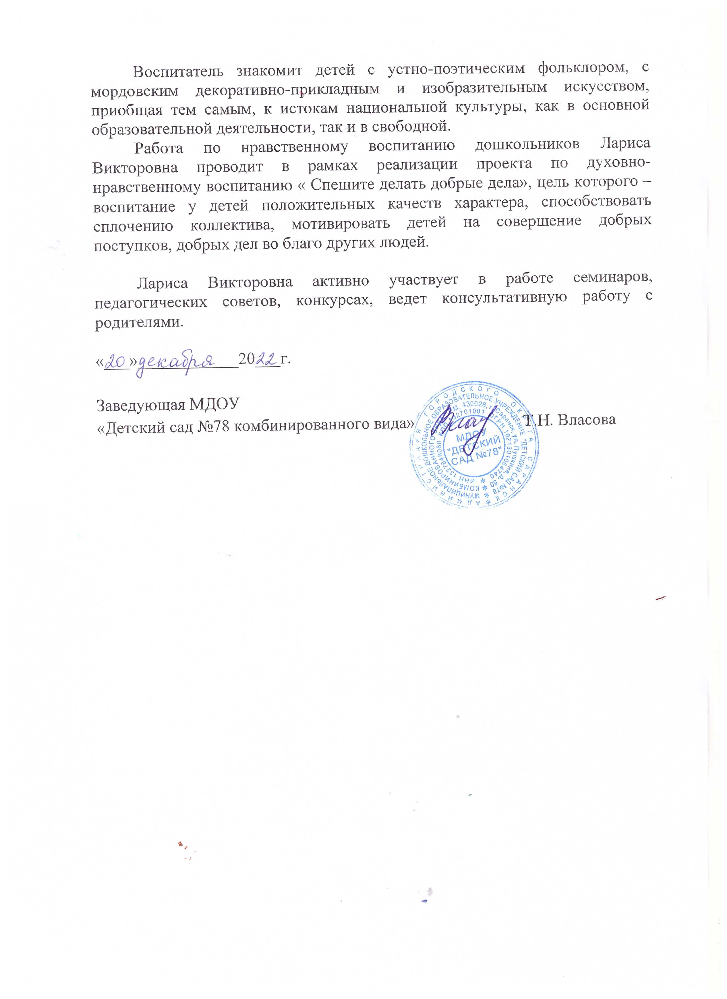 Воспитатель знакомит детей с устно-поэтическим фольклором, с
мордовским декоративно-прикладным и изобразительным искусством,
приобщая тем самым, к истокам национальной культуры, как в основной
образовательной деятельности, так и в свободной.
Работа по нравственному воспитанию дошкольников Лариса
Викторовна проводит в рамках реализации проекта по духовно-
нравственному воспитанию « Спешите делать добрые дела», цель которого –
воспитание у детей положительных качеств характера, способствовать
сплочению коллектива, мотивировать детей на совершение добрых
поступков, добрых дел во благо других людей.
Лариса Викторовна активно участвует в работе семинаров,
педагогических советов, конкурсах, ведет консультативную работу с
родителями.
«20» декабря 2022 г.
Заведующая МДОУ
«Детский сад №78 комбинированного вида» Т.Н. Власова
АДМИНИСТРАЦИЯ ГОРОДСКОГО ОКРУГА САРАНСК *
МУНИЦИПАЛЬНОЕ ДОШКОЛЬНОЕ ОБРАЗОВАТЕЛЬНОЕ УЧРЕЖДЕНИЕ "ДЕТСКИЙ САД №78 *
КОМБИНИРОВАННОГО 430028, г. Саранск, ул. Пушкина, д. 50 *
ИНН 1327048080 КПП 132701001 ОГРН 1021301064740 *
МДОУ
"ДЕТСКИЙ
САД №78"